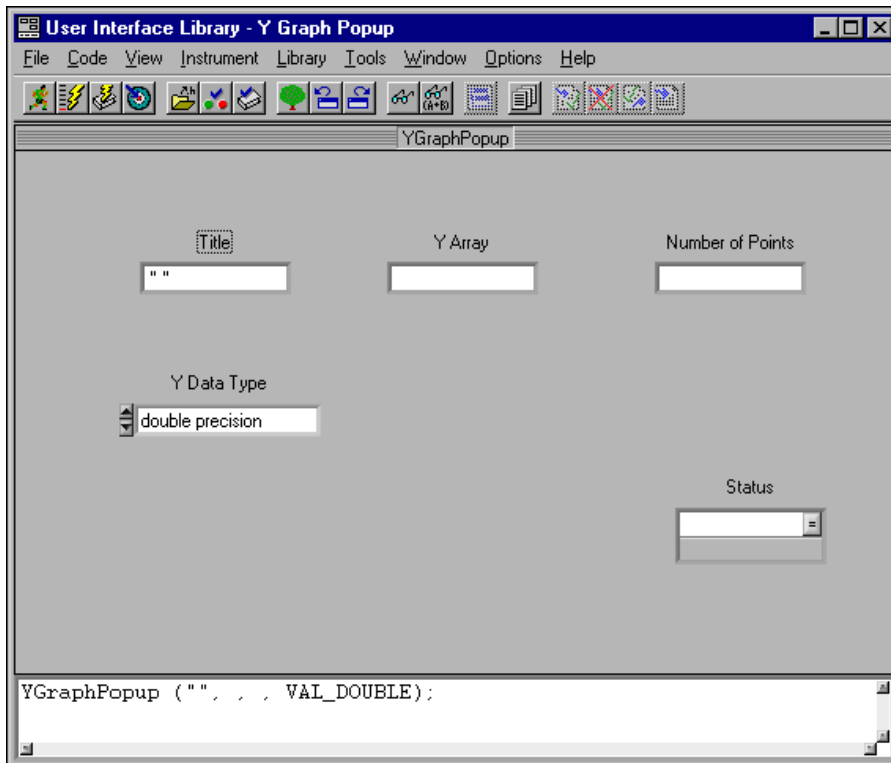 User Interface Library - Y Graph Popup
File Code View Instrument Library Tools Window Options Help
YGraphPopup
Title Y Array Number of Points
" "
Y Data Type
double precision
Status
=
YGraphPopup ("", , , VAL_DOUBLE);